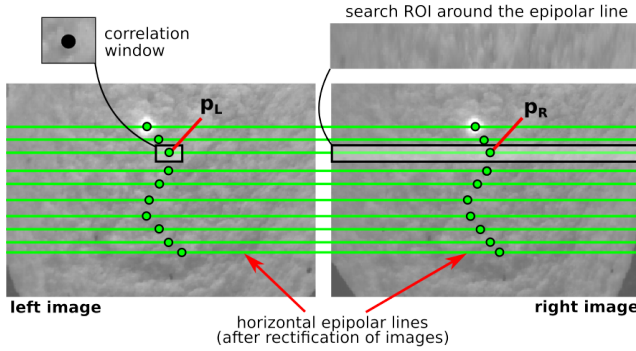 search ROI around the epipolar line
correlation
window
pL
pR
left image
right image
horizontal epipolar lines
(after rectification of images)